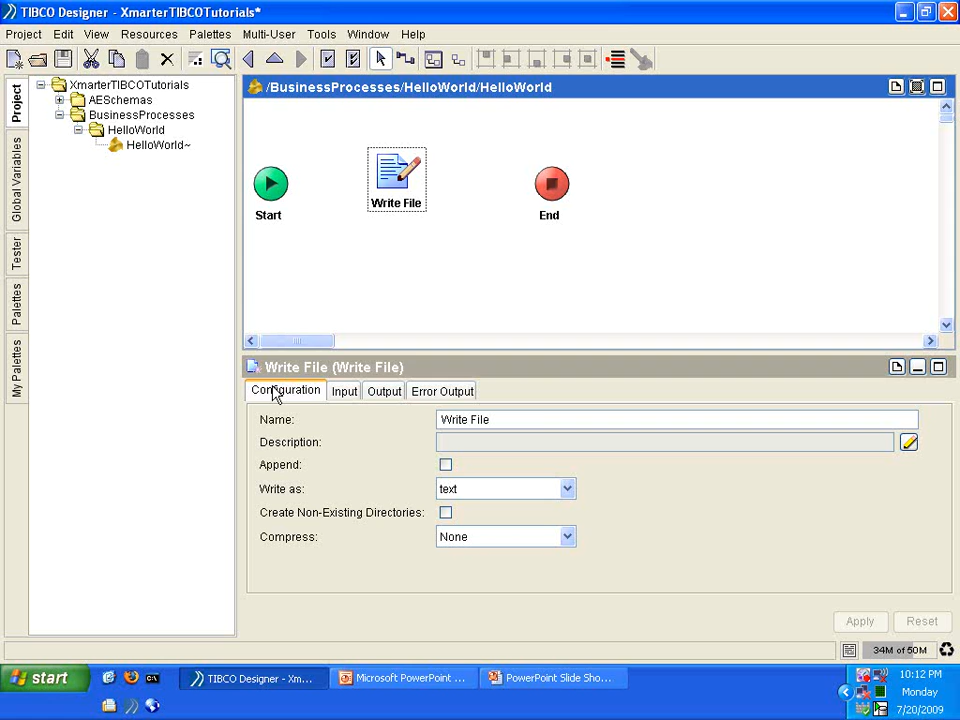 TIBCO Designer - XmarterTIBCOTutorials*
Project Edit View Resources Palettes Multi-User Tools Window Help
Project
Global Variables
Tester
Palettes
My Palettes
XmarterTIBCOTutorials
AESchemas
BusinessProcesses
HelloWorld
HelloWorld~
/BusinessProcesses/HelloWorld/HelloWorld
Start
Write File
End
Write File (Write File)
Configuration Input Output Error Output
Name: Write File
Description:
Append:
Write as: text
Create Non-Existing Directories:
Compress: None
Apply Reset
34M of 50M
start
TIBCO Designer - Xm...
Microsoft PowerPoint ...
PowerPoint Slide Sho...
10:12 PM
Monday
7/20/2009